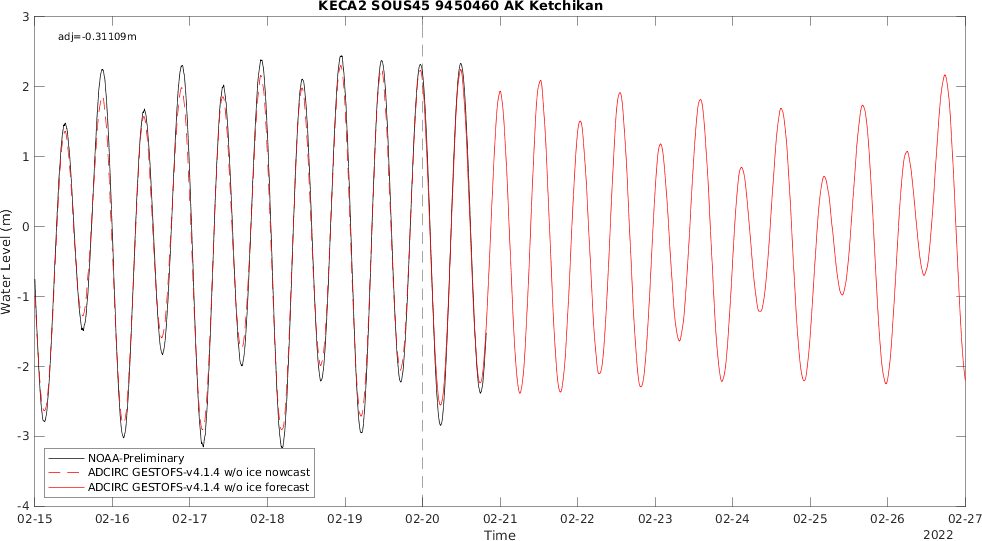 KECA2 SOUS45 9450460 AK Ketchikan
adj=-0.31109m
3
2
1
0
-1
-2
-3
-4
Water Level (m)
NOAA-Preliminary
ADCIRC GESTOFS-v4.1.4 w/o ice nowcast
ADCIRC GESTOFS-v4.1.4 w/o ice forecast
02-15 02-16 02-17 02-18 02-19 02-20 02-21 02-22 02-23 02-24 02-25 02-26 02-27
Time
2022